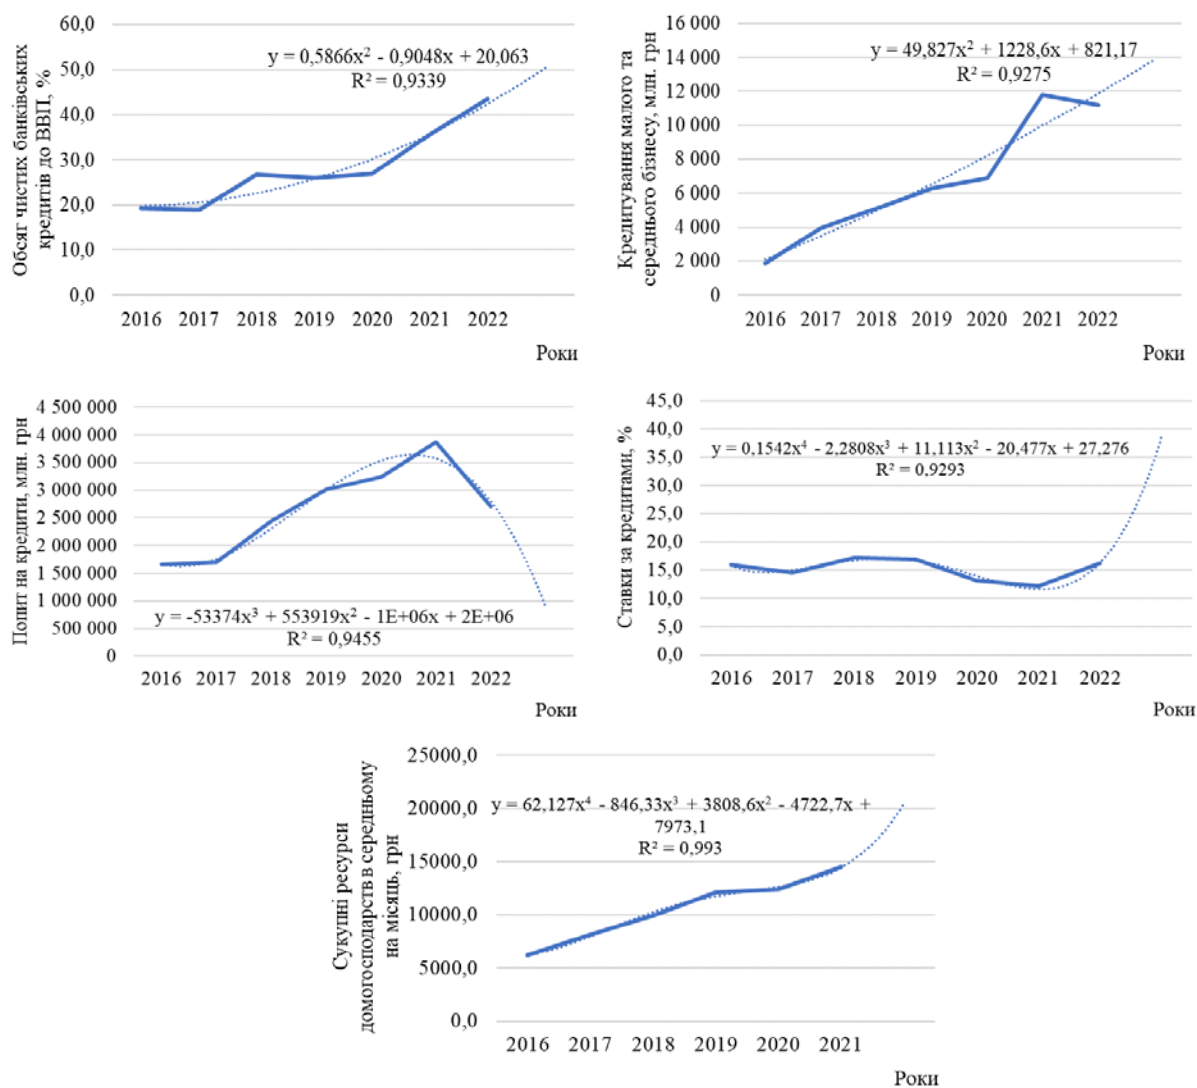 Обсяг чистих банківських
кредитів до ВВП, %
60,0
50,0
40,0
30,0
20,0
10,0
0,0
y = 0,5866x² - 0,9048x + 20,063
R² = 0,9339
2016 2017 2018 2019 2020 2021 2022
Роки
Кредитування малого та
середнього бізнесу, млн. грн
16 000
14 000
12 000
10 000
8 000
6 000
4 000
2 000
0
y = 49,827x² + 1228,6x + 821,17
R² = 0,9275
2016 2017 2018 2019 2020 2021 2022
Роки
Попит на кредити, млн. грн
4 500 000
4 000 000
3 500 000
3 000 000
2 500 000
2 000 000
1 500 000
1 000 000
500 000
0
y = -53374x³ + 553919x² - 1E+06x + 2E+06
R² = 0,9455
2016 2017 2018 2019 2020 2021 2022
Роки
Ставки за кредитами, %
45,0
40,0
35,0
30,0
25,0
20,0
15,0
10,0
5,0
0,0
y = 0,1542x⁴ - 2,2808x³ + 11,113x² - 20,477x + 27,276
R² = 0,9293
2016 2017 2018 2019 2020 2021 2022
Роки
Сукупні ресурси
домогосподарств в середньому
на місяць, грн
25000,0
20000,0
15000,0
10000,0
5000,0
0,0
y = 62,127x⁴ - 846,33x³ + 3808,6x² - 4722,7x +
7973,1
R² = 0,993
2016 2017 2018 2019 2020 2021
Роки